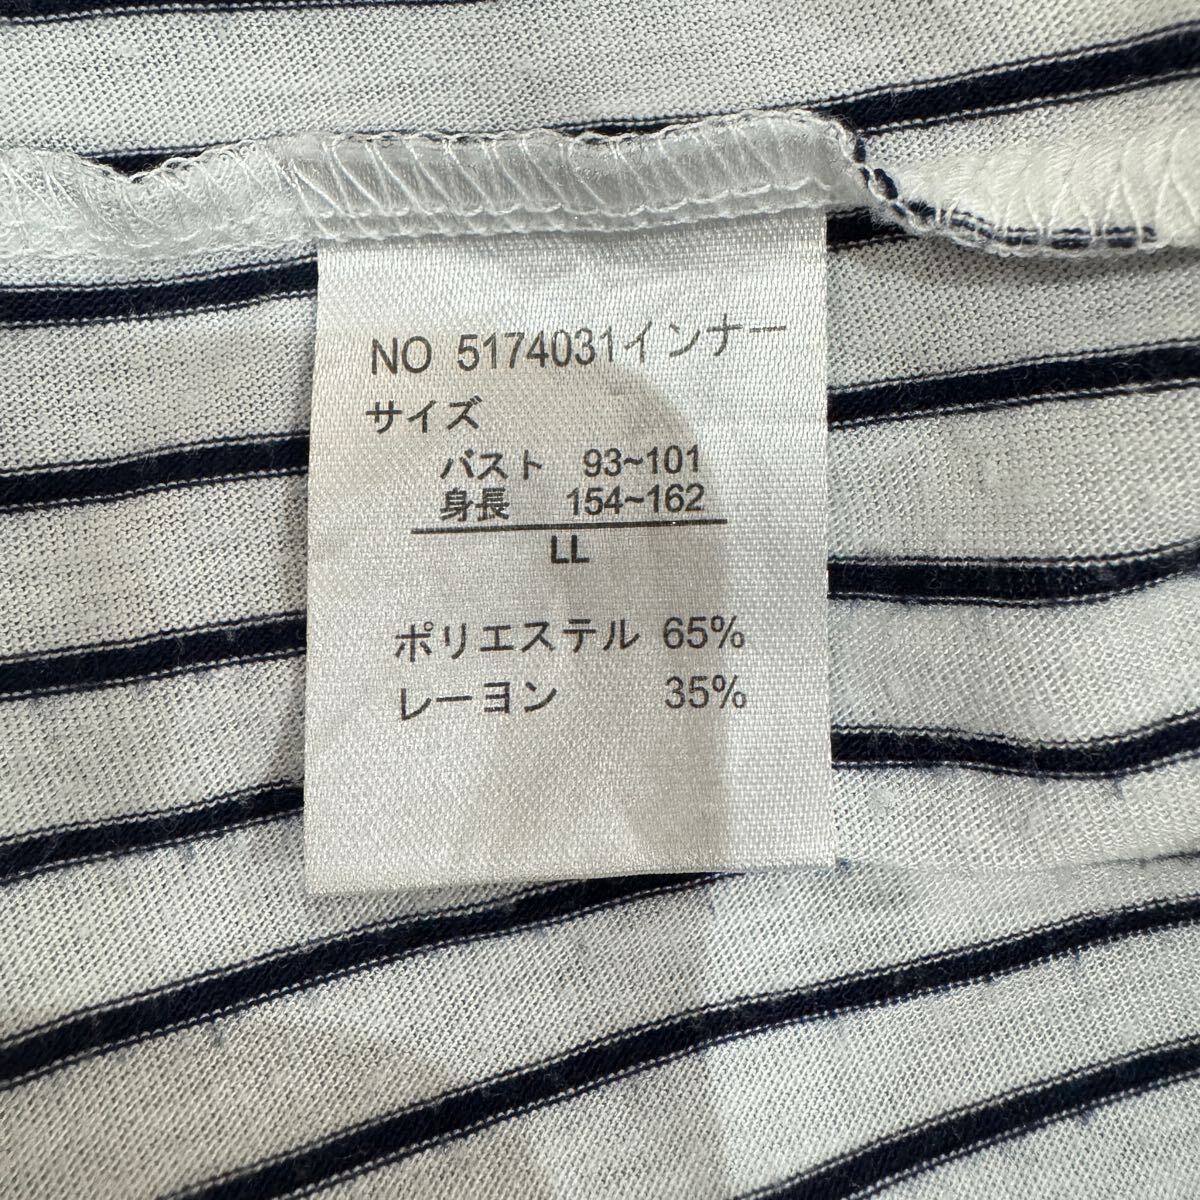 NO 5174031インナー
サイズ
バスト 93~101
身長 154~162
LL
ポリエステル 65%
レーヨン 35%